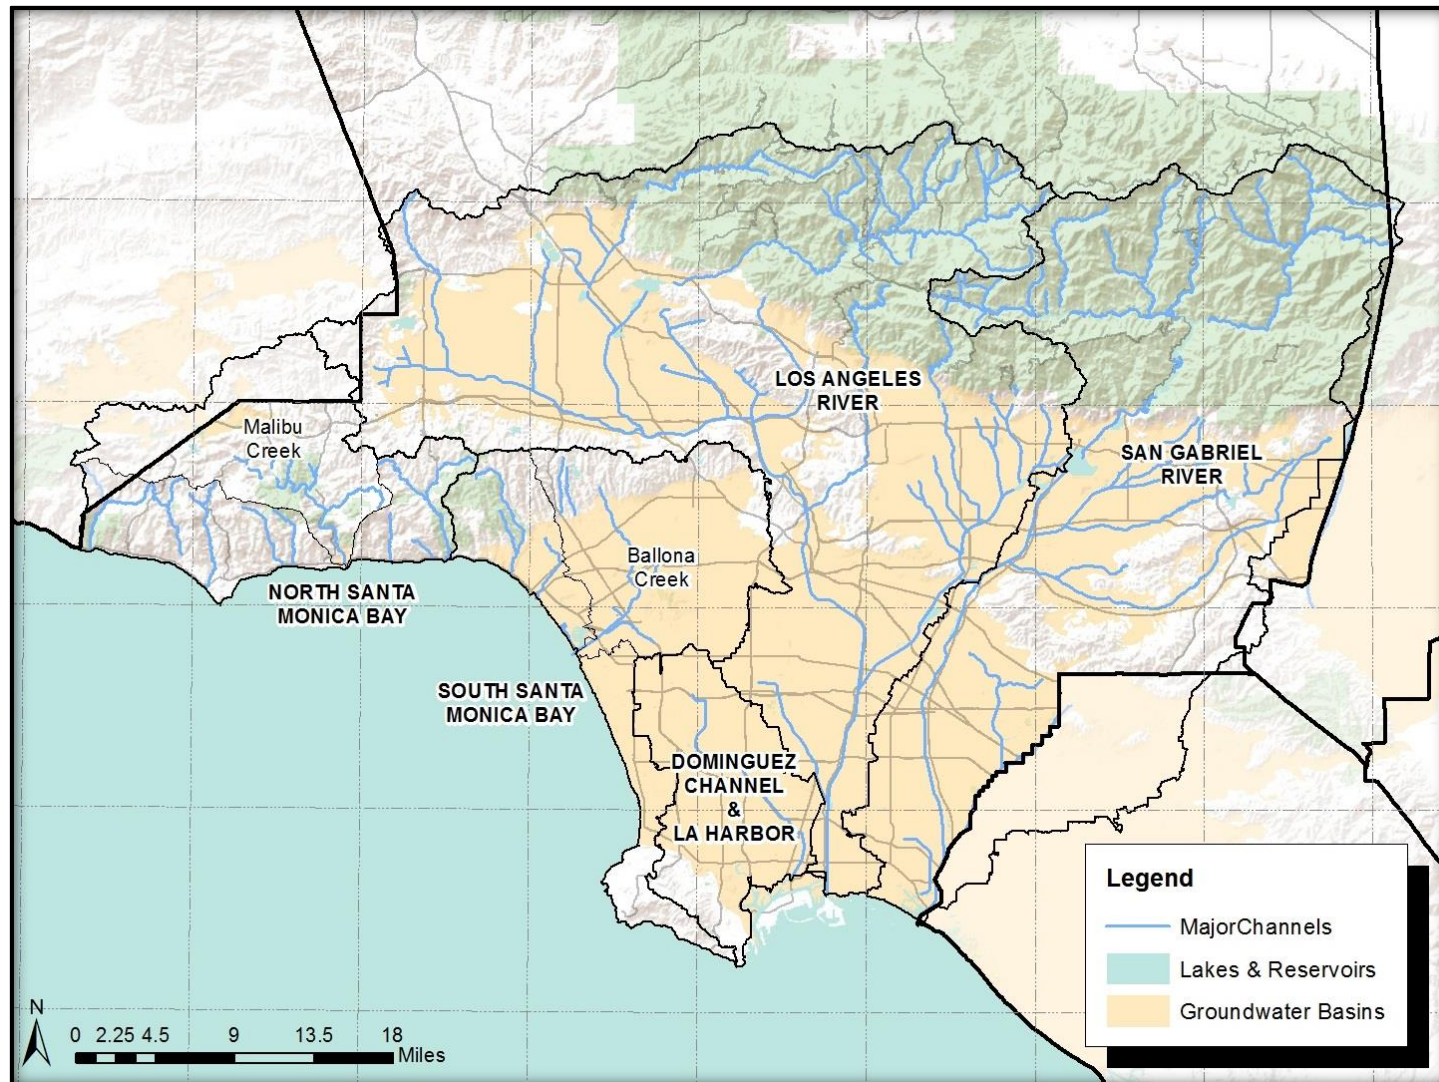 LOS ANGELES
RIVER
Malibu
Creek
SAN GABRIEL
RIVER
Ballona
Creek
NORTH SANTA
MONICA BAY
SOUTH SANTA
MONICA BAY
DOMINGUEZ
CHANNEL
&
LA HARBOR
Legend
MajorChannels
Lakes & Reservoirs
Groundwater Basins
N
0 2.25 4.5 9 13.5 18
Miles